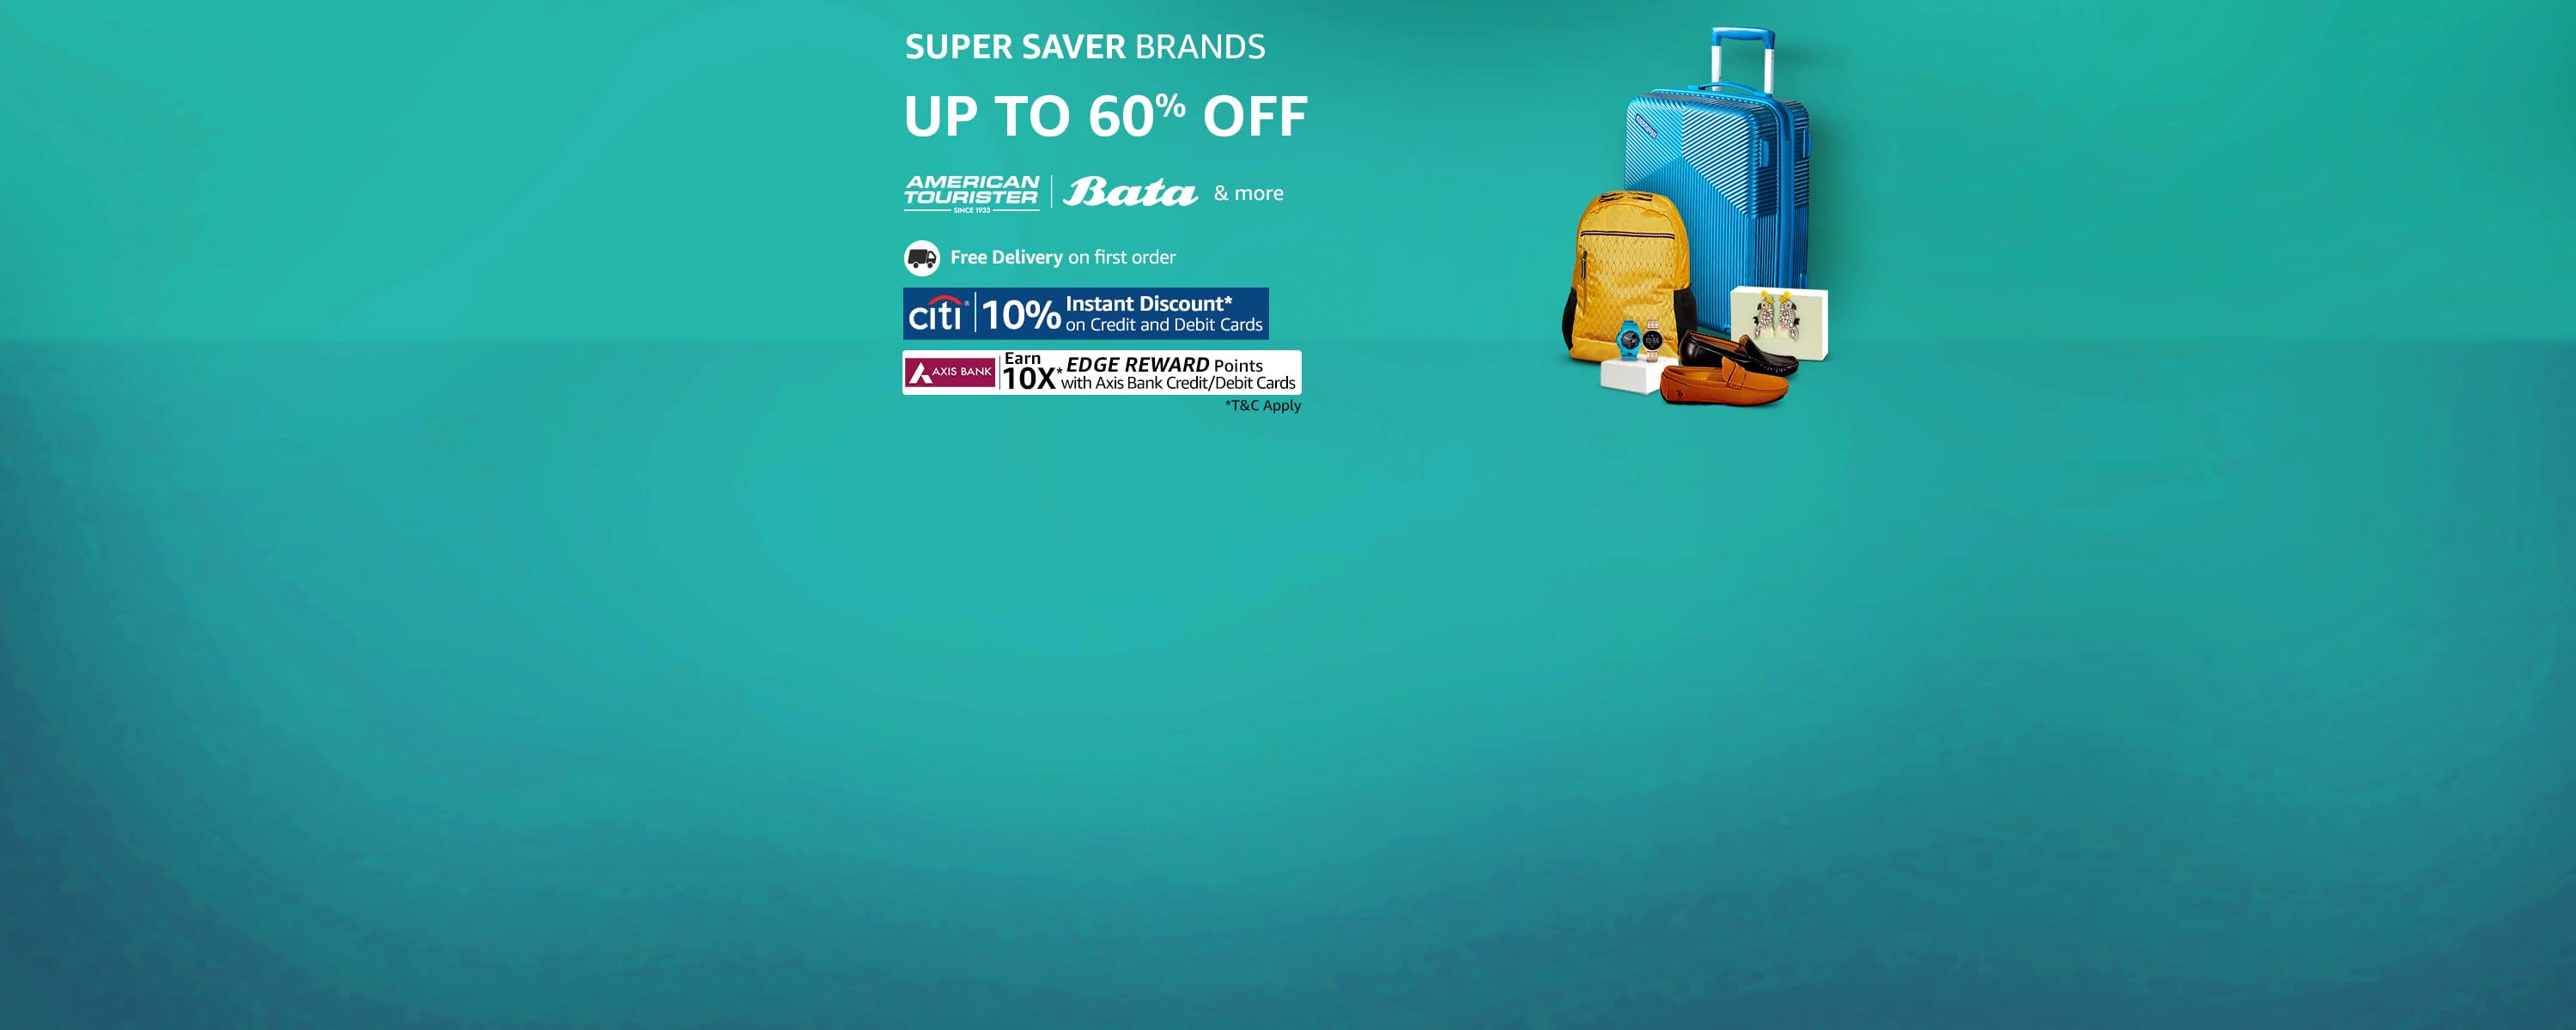 SUPER SAVER BRANDS
UP TO 60% OFF
AMERICAN
TOURISTER
SINCE 1933
Bata
& more
Free Delivery on first order
citi
10% Instant Discount*
on Credit and Debit Cards
AXIS BANK
Earn
10X* EDGE REWARD Points
with Axis Bank Credit/Debit Cards
*T&C Apply
10:56